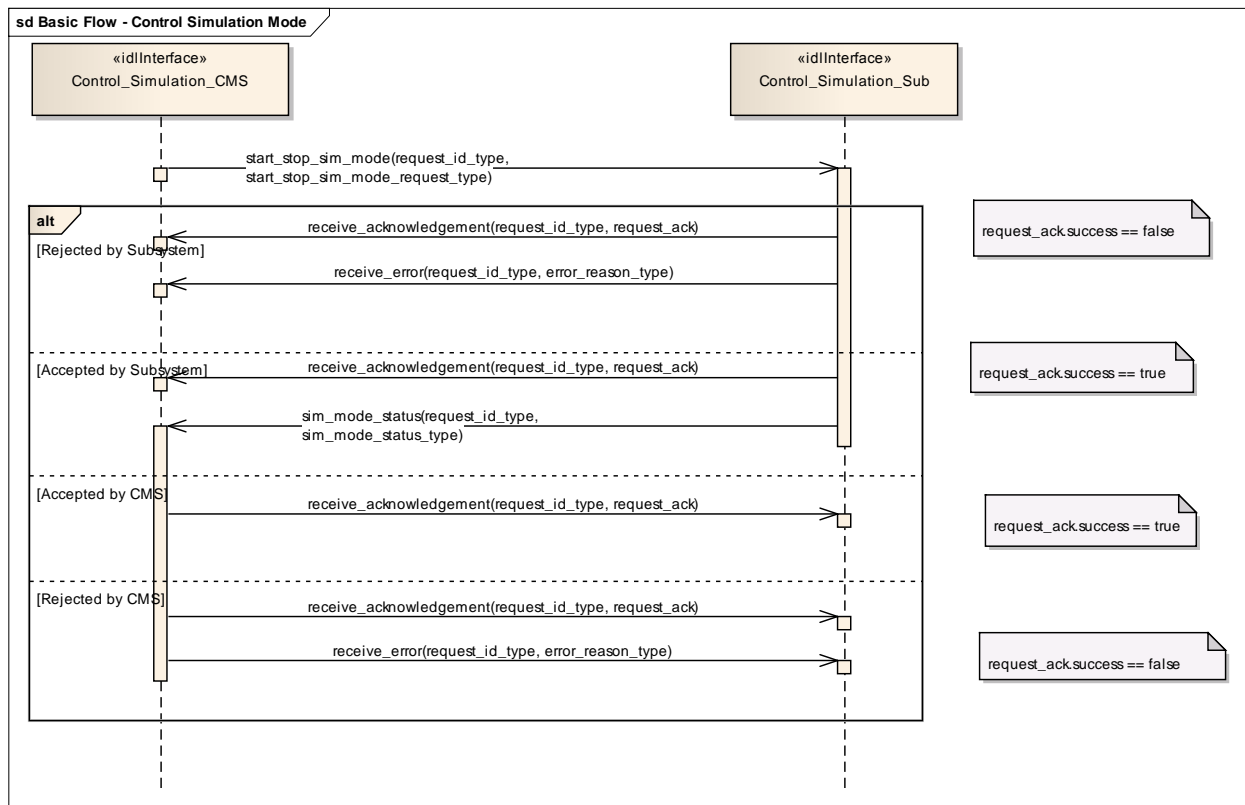 sd Basic Flow - Control Simulation Mode
«idlInterface»
Control_Simulation_CMS
«idlInterface»
Control_Simulation_Sub
start_stop_sim_mode(request_id_type,
start_stop_sim_mode_request_type)
alt
[Rejected by Subsystem]
receive_acknowledgement(request_id_type, request_ack)
request_ack.success == false
receive_error(request_id_type, error_reason_type)
[Accepted by Subsystem]
receive_acknowledgement(request_id_type, request_ack)
request_ack.success == true
sim_mode_status(request_id_type,
sim_mode_status_type)
[Accepted by CMS]
receive_acknowledgement(request_id_type, request_ack)
request_ack.success == true
[Rejected by CMS]
receive_acknowledgement(request_id_type, request_ack)
receive_error(request_id_type, error_reason_type)
request_ack.success == false